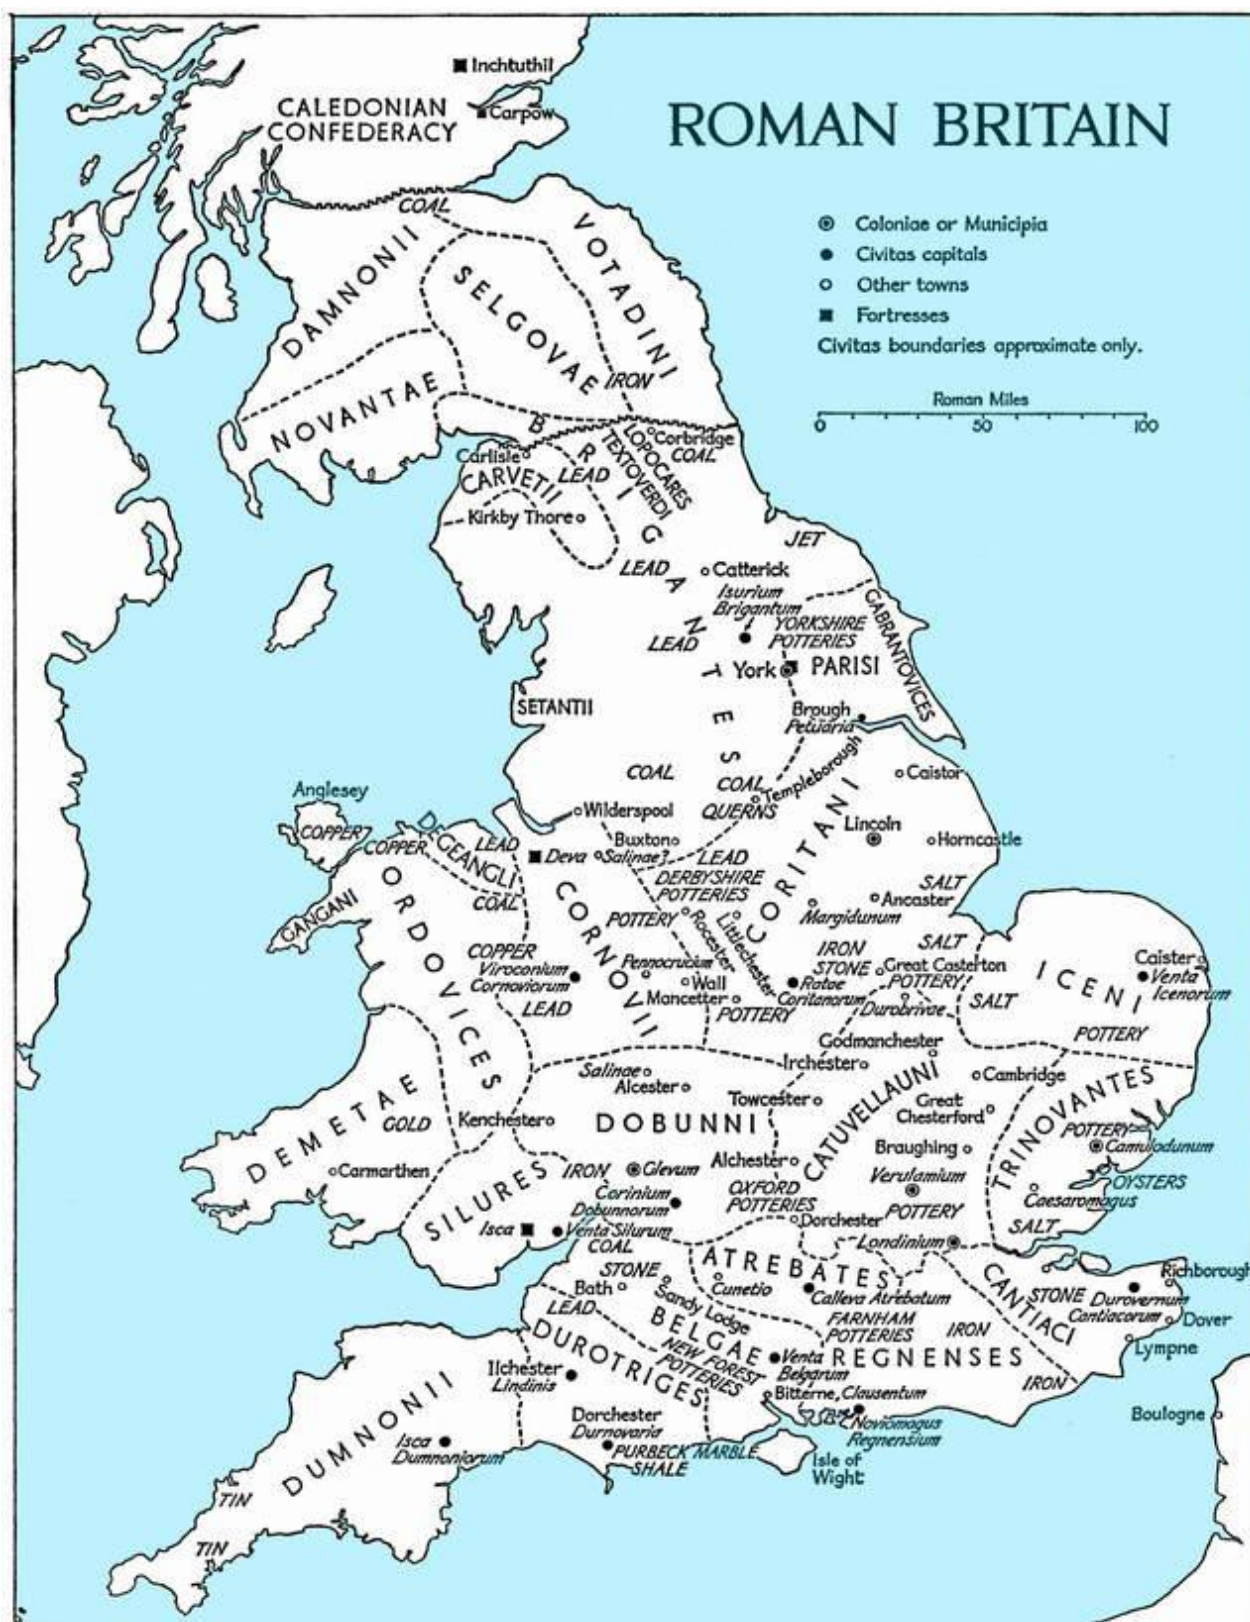 ROMAN BRITAIN
Coloniae or Municipia
Civitas capitals
Other towns
Fortresses
Civitas boundaries approximate only.
Roman Miles
0 50 100
Inchtuthil
CALEDONIAN
CONFEDERACY
Carpow
COAL
DAMNONII
VOTADINI
SELGOVAE
IRON
NOVANTAE
BRIGANTES
LOPOCARES
TEXTOVERDI
Corbridge
COAL
Carlisle
CARVETII
LEAD
Kirkby Thore
JET
LEAD
Catterick
Isurium
Brigantum
GABRANTOVICES
YORKSHIRE
POTTERIES
LEAD
York
PARISI
SETANTII
Brough
Petuaria
COAL
COAL
QUERNS
Templeborough
Caistor
Anglesey
COPPER
COPPER
DEGEANGLI
LEAD
COAL
Wilderspool
Buxton
Salinae?
Deva
Lincoln
Horncastle
CORITANI
LEAD
DERBYSHIRE
POTTERIES
SALT
Ancaster
Margidunum
GANGANI
ORDOVICES
CORNOVII
POTTERY
Rocester
Littlechester
IRON
STONE
SALT
Great Casterton
POTTERY
Durobrivae
SALT
ICENI
Caister
Venta
Icenorum
POTTERY
COPPER
Viroconium
Cornoviorum
LEAD
Pennocrucium
Wall
Mancetter
POTTERY
Ratae
Coritanorum
Godmanchester
Irchester
Cambridge
Salinae
Alcester
Towcester
DEMETAE
GOLD
Carmarthen
Kenchester
DOBUNNI
CATUVELLAUNI
Great
Chesterford
TRINOVANTES
POTTERY
Camulodunum
OYSTERS
Caesaromagus
SALT
Braughing
Alchester
Verulamium
POTTERY
OXFORD
POTTERIES
SILURES
IRON
Glevum
Corinium
Dobunnorum
Isca
Venta Silurum
COAL
Dorchester
Londinium
STONE
Bath
Sandy Lodge
ATREBATES
Cunetio
Calleva Atrebatum
CANTIACI
Richborough
STONE
Durovernum
Cantiacorum
Dover
Lympne
LEAD
BELGAE
FARNHAM
POTTERIES
IRON
DUROTRIGES
NEW FOREST
POTTERIES
Venta
Belgarum
REGNENSES
IRON
Ilchester
Lindinis
Bitterne, Clausentum
Noviomagus
Regnensium
Boulogne
DUMNONII
Isca
Dumnoniorum
Dorchester
Durnovaria
PURBECK MARBLE
SHALE
Isle of
Wight
TIN
TIN